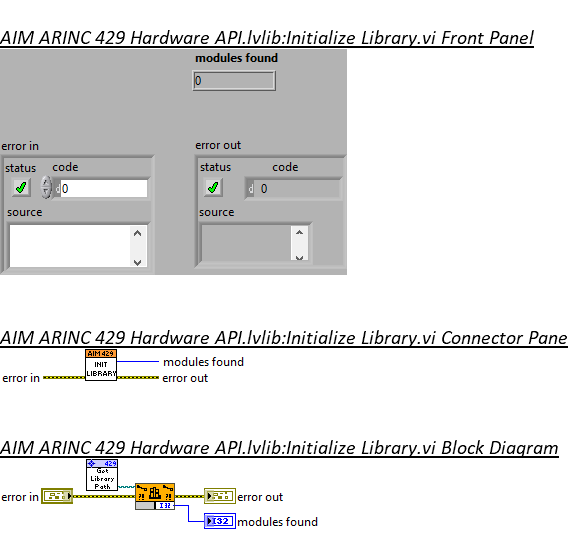 AIM ARINC 429 Hardware API.lvlib:Initialize Library.vi Front Panel
modules found
0
error in
error out
status code
status code
d 0
d 0
source
source
AIM ARINC 429 Hardware API.lvlib:Initialize Library.vi Connector Pane
AIM429
INIT
LIBRARY
modules found
error in
error out
AIM ARINC 429 Hardware API.lvlib:Initialize Library.vi Block Diagram
429
Get
Library
Path
error in
?!
?!
error out
I32
I32
modules found